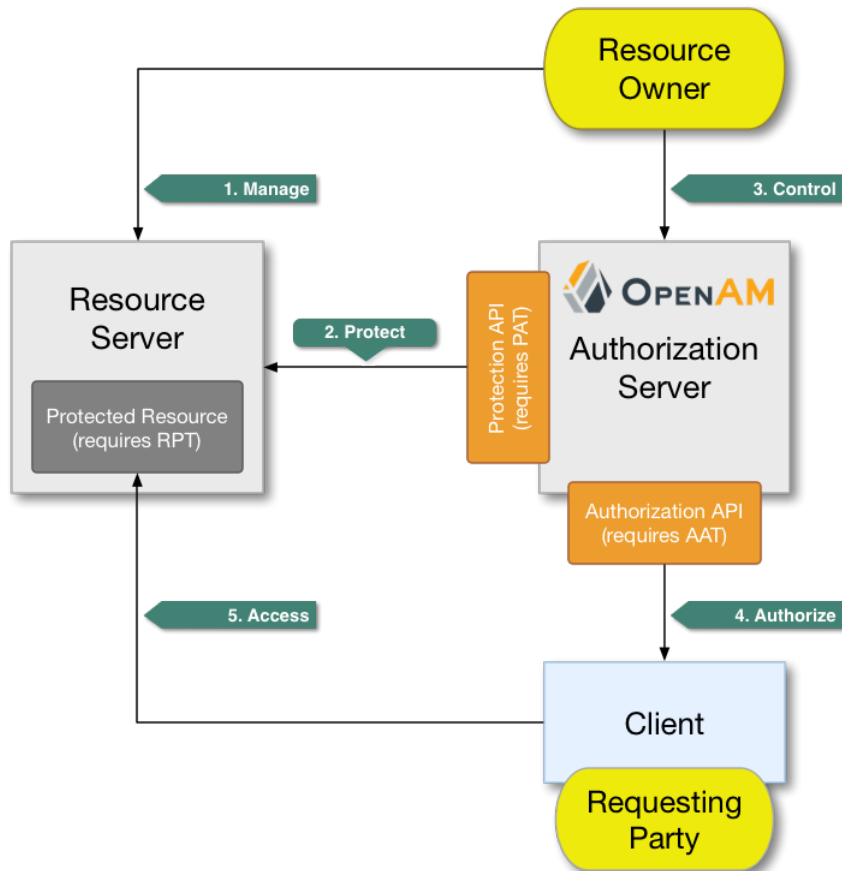 Resource
Owner
1. Manage
3. Control
Resource
Server
OPENAM
Authorization
Server
2. Protect
Protection API
(requires PAT)
Protected Resource
(requires RPT)
Authorization API
(requires AAT)
5. Access
4. Authorize
Client
Requesting
Party